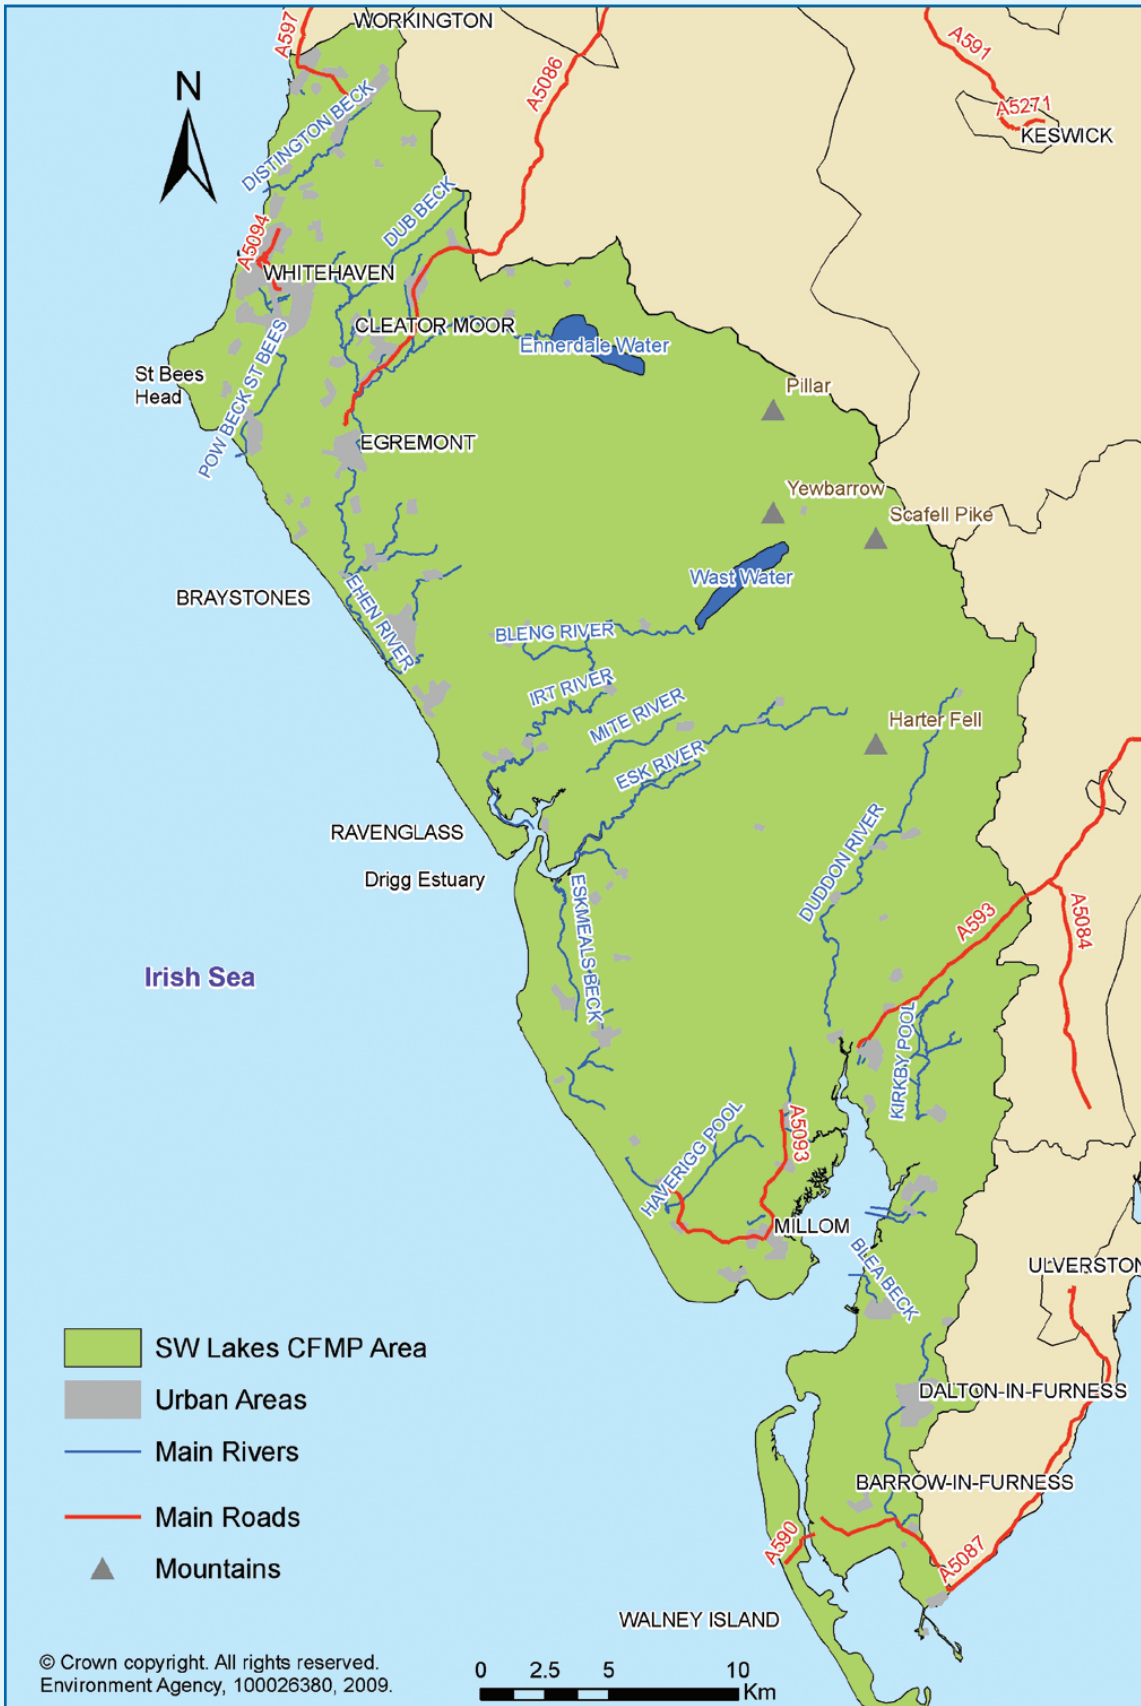 WORKINGTON
A597
A5086
A591
A5271
KESWICK
N
DISTINGTON BECK
DUB BECK
A5094
WHITEHAVEN
CLEATOR MOOR
Ennerdale Water
St Bees
Head
POW BECK ST BEES
Pillar
EGREMONT
Yewbarrow
Scafell Pike
Wast Water
BRAYSTONES
EHEN RIVER
BLENG RIVER
IRT RIVER
MITE RIVER
ESK RIVER
Harter Fell
RAVENGLASS
Drigg Estuary
ESKMEALS BECK
DUDDON RIVER
A593
A5084
Irish Sea
KIRKBY POOL
HAVERIGG POOL
A5093
MILLOM
BLEA BECK
ULVERSTON
SW Lakes CFMP Area
Urban Areas
Main Rivers
Main Roads
Mountains
DALTON-IN-FURNESS
BARROW-IN-FURNESS
A590
A5087
WALNEY ISLAND
© Crown copyright. All rights reserved.
Environment Agency, 100026380, 2009.
0 2.5 5 10
Km